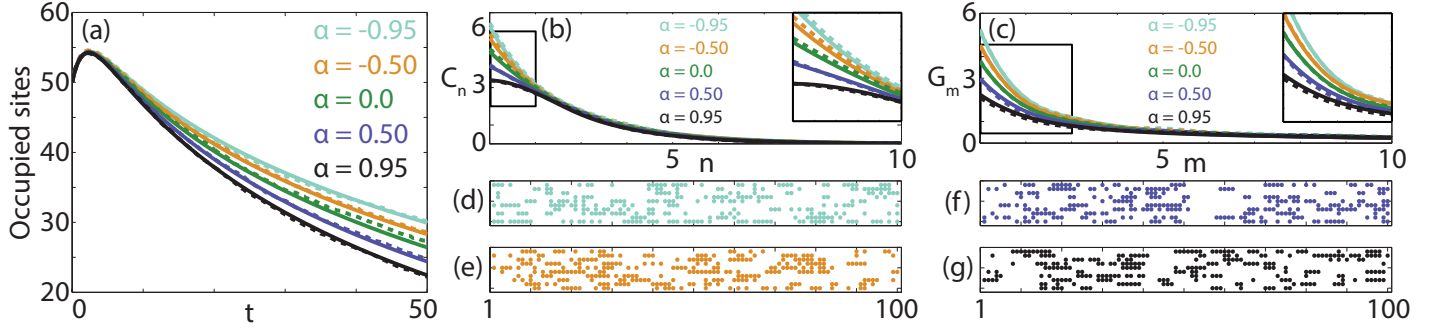 (a)
60
50
40
30
20
Occupied sites
0
t
50
α = -0.95
α = -0.50
α = 0.0
α = 0.50
α = 0.95
(b)
6
3
0
Cn
5
n
10
α = -0.95
α = -0.50
α = 0.0
α = 0.50
α = 0.95
(c)
6
3
0
Gm
5
m
10
α = -0.95
α = -0.50
α = 0.0
α = 0.50
α = 0.95
(d)
(e)
1
100
(f)
(g)
1
100